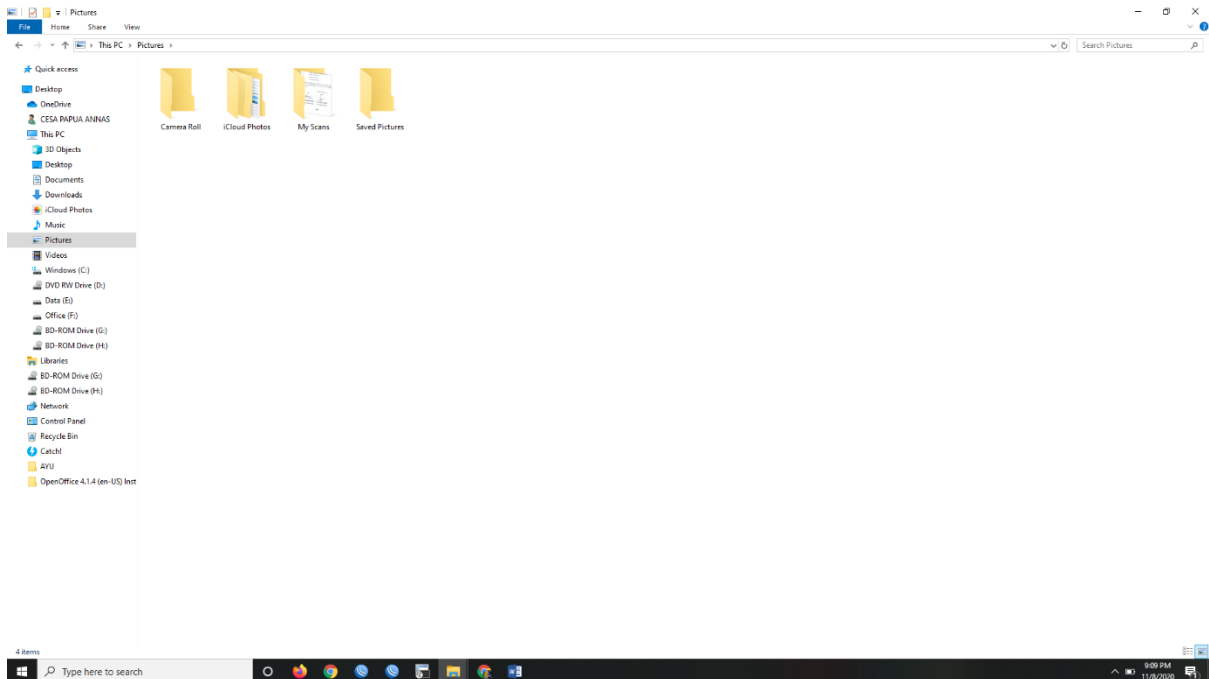 Pictures
File Home Share View
This PC > Pictures >
Search Pictures
Quick access
Desktop
OneDrive
CESA PAPUA ANNAS
This PC
3D Objects
Desktop
Documents
Downloads
iCloud Photos
Music
Pictures
Videos
Windows (C:)
DVD RW Drive (D:)
Data (E:)
Office (F:)
BD-ROM Drive (G:)
BD-ROM Drive (H:)
Libraries
BD-ROM Drive (G:)
BD-ROM Drive (H:)
Network
Control Panel
Recycle Bin
Catch!
AYU
OpenOffice 4.1.4 (en-US) Inst
Camera Roll iCloud Photos My Scans Saved Pictures
4 items
Type here to search
9:09 PM
11/8/2020